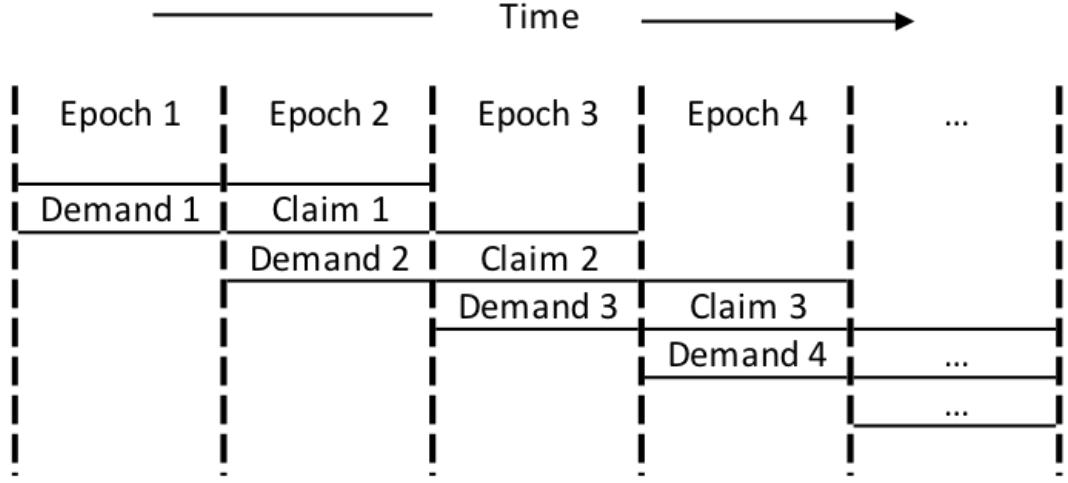 Time
Epoch 1 Epoch 2 Epoch 3 Epoch 4 ...
Demand 1 Claim 1
Demand 2 Claim 2
Demand 3 Claim 3
Demand 4 ...
...